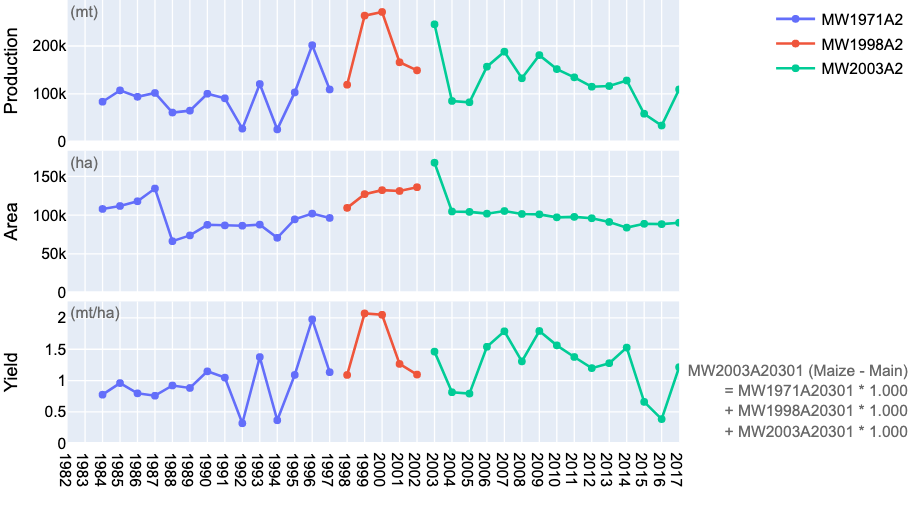 (mt)
Production
200k
100k
0
MW1971A2
MW1998A2
MW2003A2
(ha)
Area
150k
100k
50k
0
(mt/ha)
Yield
2
1.5
1
0.5
0
MW2003A20301 (Maize - Main)
= MW1971A20301 * 1.000
+ MW1998A20301 * 1.000
+ MW2003A20301 * 1.000
1982
1983
1984
1985
1986
1987
1988
1989
1990
1991
1992
1993
1994
1995
1996
1997
1998
1999
2000
2001
2002
2003
2004
2005
2006
2007
2008
2009
2010
2011
2012
2013
2014
2015
2016
2017